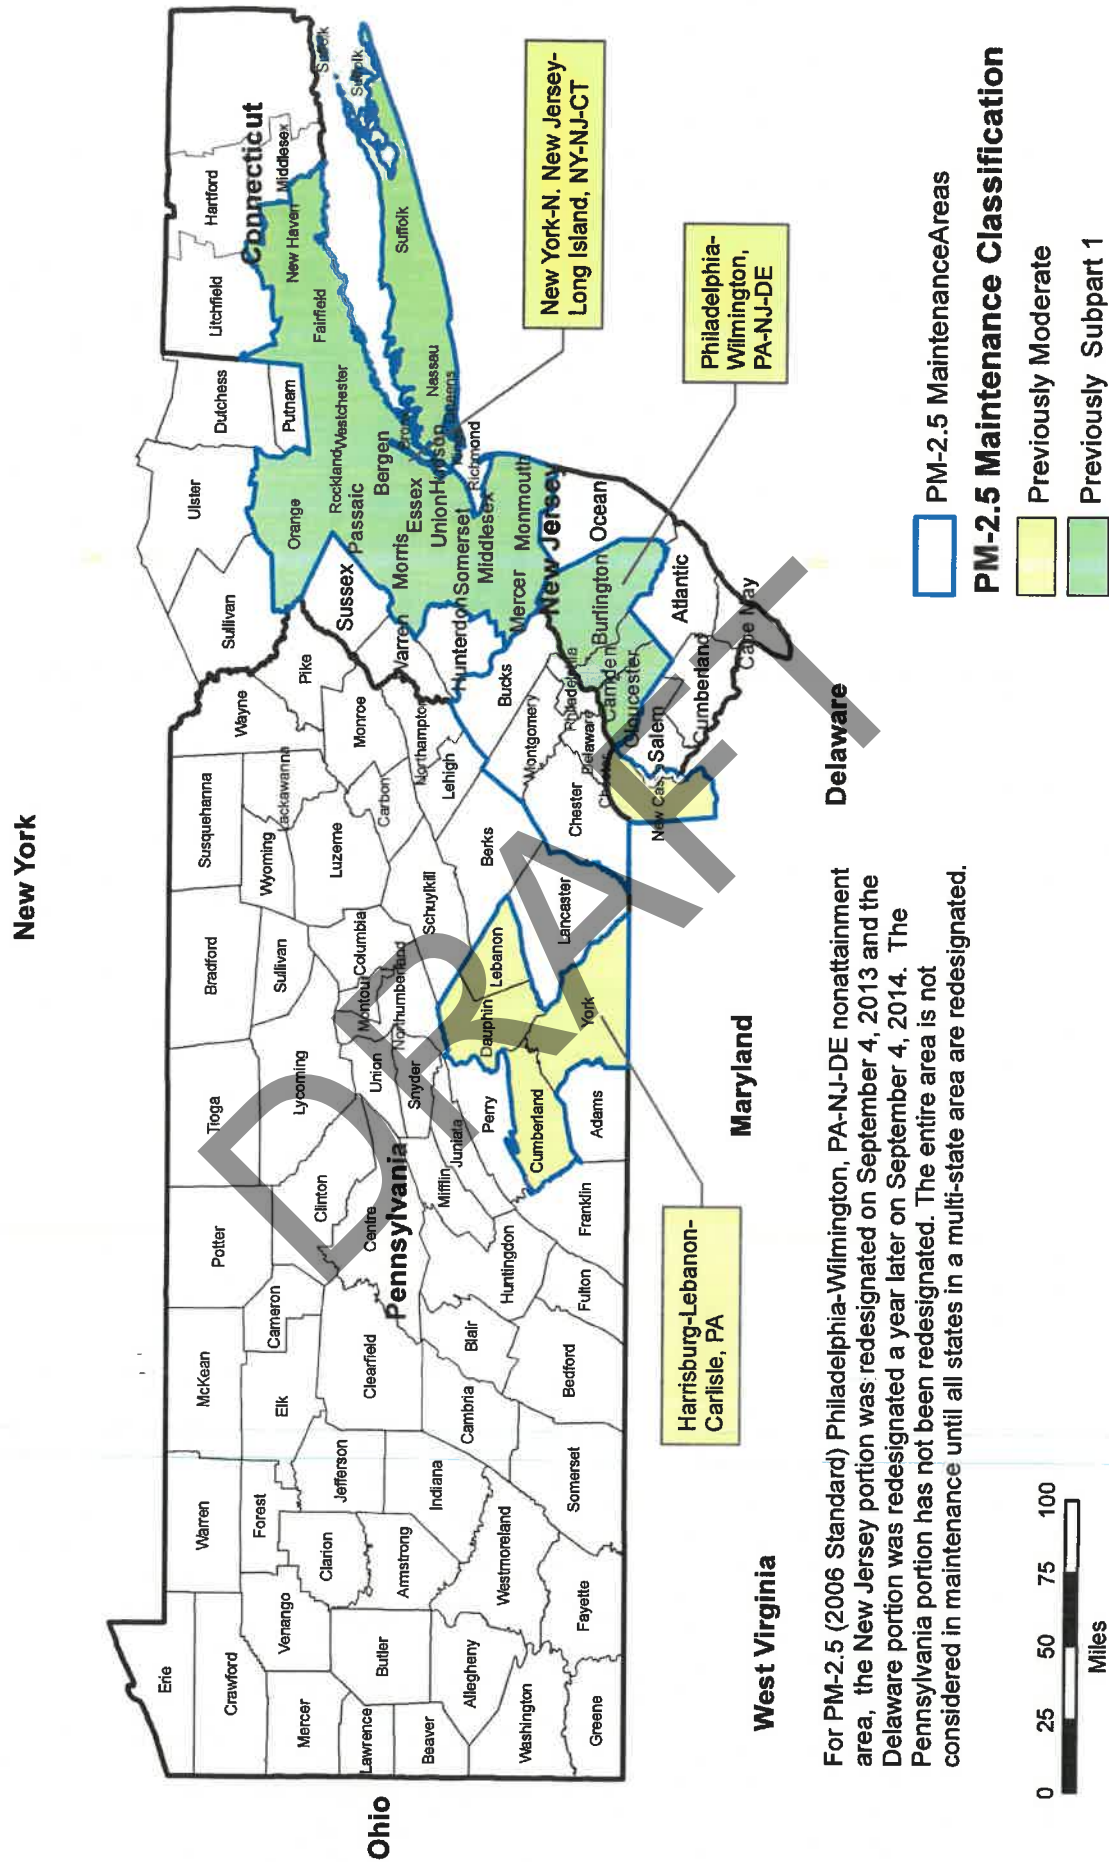 New York
Ohio
West Virginia
Maryland
Delaware
Pennsylvania
New Jersey
Connecticut
Erie
Crawford
Mercer
Lawrence
Beaver
Washington
Greene
Warren
Venango
Butler
Allegheny
Forest
Clarion
Armstrong
Westmoreland
Fayette
McKean
Elk
Jefferson
Indiana
Somerset
Cameron
Clearfield
Cambria
Blair
Bedford
Potter
Clinton
Centre
Huntingdon
Fulton
Franklin
Tioga
Lycoming
Union
Snyder
Mifflin
Juniata
Perry
Cumberland
Adams
Bradford
Sullivan
Columbia
Montour
Northumberland
Dauphin
Lebanon
York
Lancaster
Susquehanna
Wyoming
Lackawanna
Luzerne
Carbon
Schuylkill
Berks
Chester
Wayne
Pike
Monroe
Northampton
Lehigh
Bucks
Montgomery
Delaware
Sullivan
Ulster
Dutchess
Putnam
Orange
Rockland
Westchester
Sussex
Passaic
Bergen
Morris
Essex
Union
Hudson
Warren
Hunterdon
Somerset
Middlesex
Monmouth
Mercer
Richmond
Queens
Nassau
Suffolk
Suffolk
Suffolk
Ocean
Burlington
Camden
Gloucester
Atlantic
Salem
Cumberland
Cape May
Litchfield
Hartford
Middlesex
New Haven
Fairfield
New York-N. New Jersey-
Long Island, NY-NJ-CT
Philadelphia-
Wilmington,
PA-NJ-DE
Harrisburg-Lebanon-
Carlisle, PA
DRAFT
For PM-2.5 (2006 Standard) Philadelphia-Wilmington, PA-NJ-DE nonattainment
area, the New Jersey portion was redesignated on September 4, 2013 and the
Delaware portion was redesignated a year later on September 4, 2014. The
Pennsylvania portion has not been redesignated. The entire area is not
considered in maintenance until all states in a multi-state area are redesignated.
PM-2.5 MaintenanceAreas
PM-2.5 Maintenance Classification
Previously Moderate
Previously Subpart 1
0 25 50 75 100
Miles